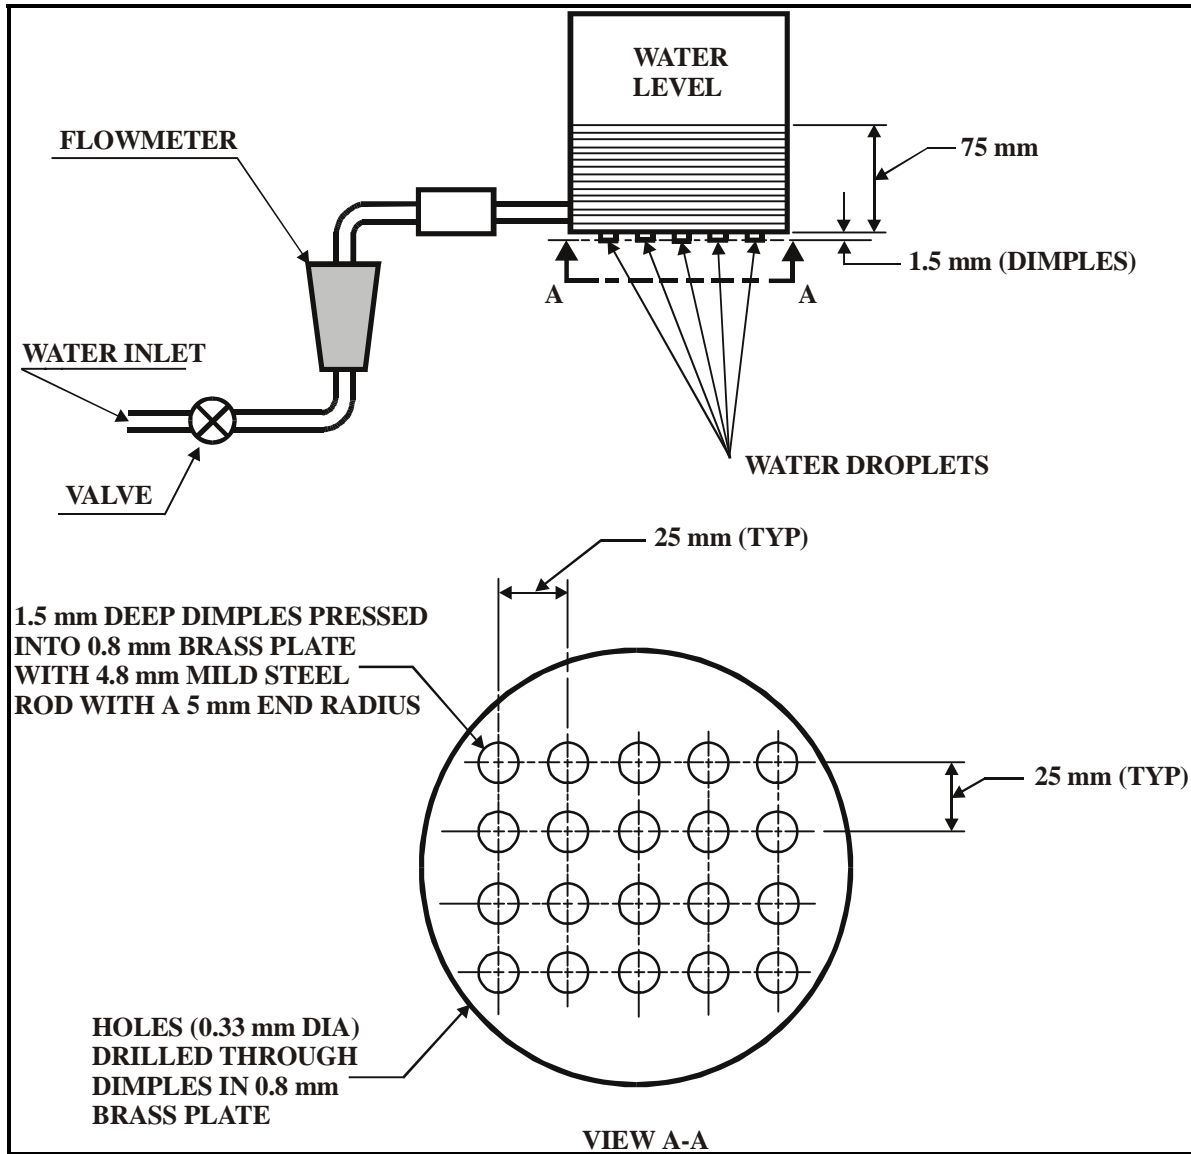 WATER
LEVEL
FLOWMETER
75 mm
1.5 mm (DIMPLES)
A
A
WATER INLET
WATER DROPLETS
VALVE
25 mm (TYP)
1.5 mm DEEP DIMPLES PRESSED
INTO 0.8 mm BRASS PLATE
WITH 4.8 mm MILD STEEL
ROD WITH A 5 mm END RADIUS
25 mm (TYP)
HOLES (0.33 mm DIA)
DRILLED THROUGH
DIMPLES IN 0.8 mm
BRASS PLATE
VIEW A-A